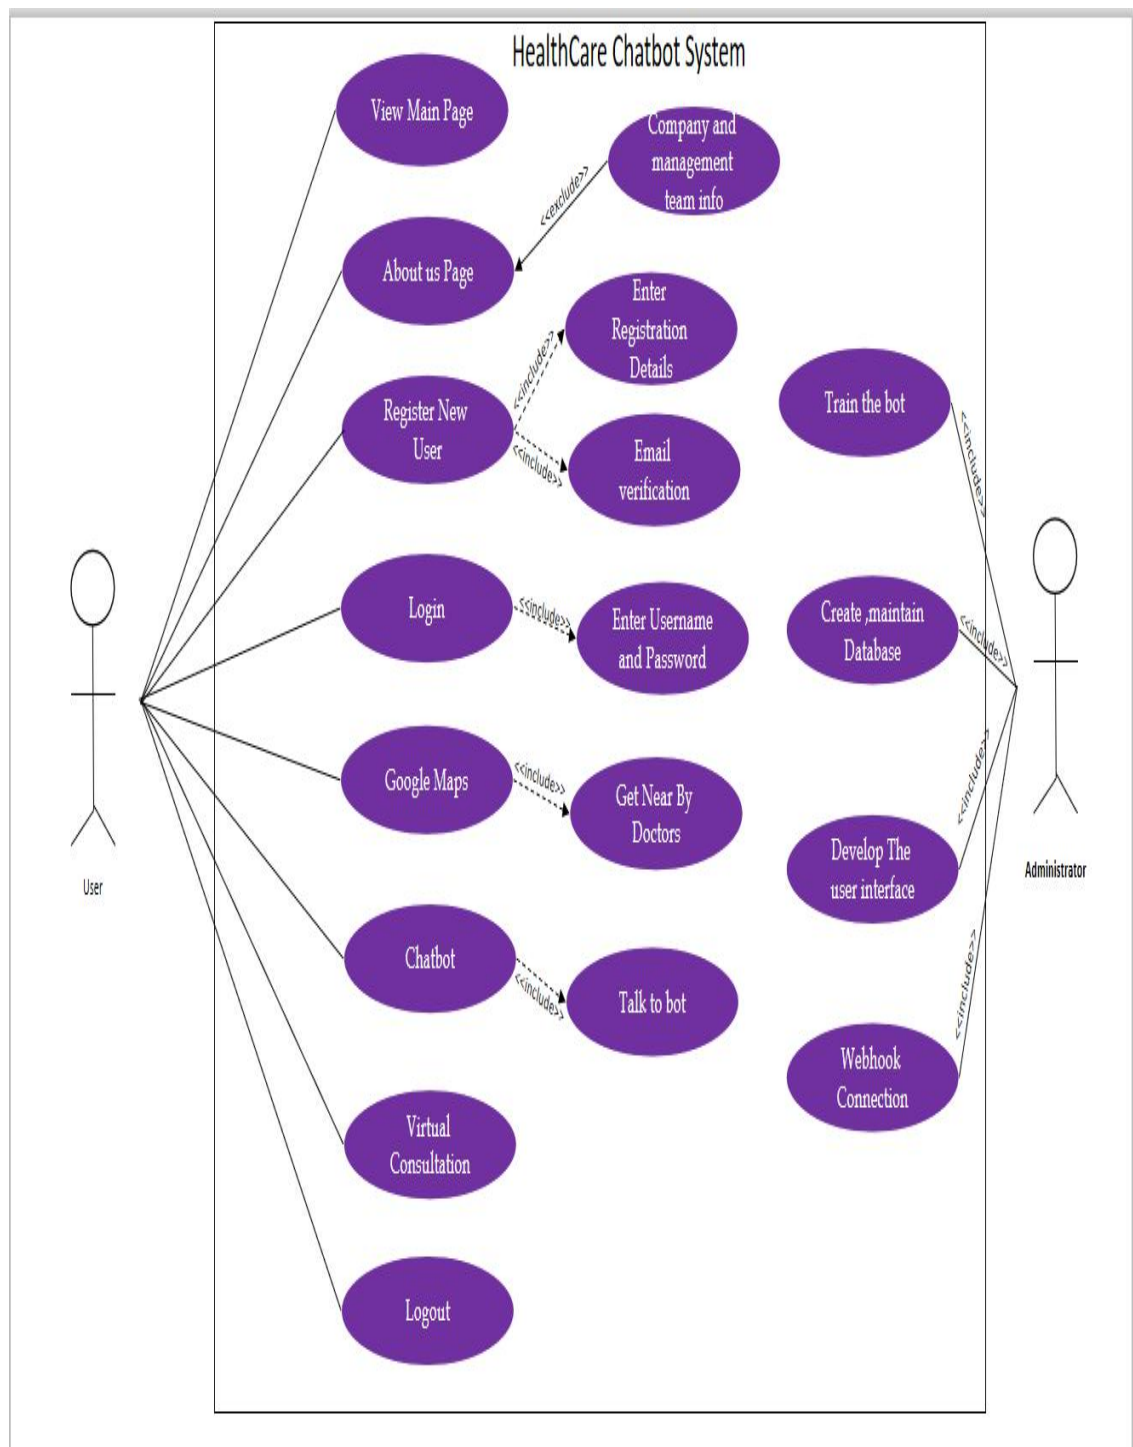 HealthCare Chatbot System
View Main Page
Company and
management
team info
<<exclude>>
About us Page
Enter
Registration
Details
<<include>>
Register New
User
<<include>>
Email
verification
Train the bot
<<include>>
Login
<<include>>
Enter Username
and Password
Create ,maintain
Database
<<include>>
Google Maps
<<include>>
Get Near By
Doctors
Develop The
user interface
<<include>>
User
Administrator
Chatbot
<<include>>
Talk to bot
Webhook
Connection
<<include>>
Virtual
Consultation
Logout